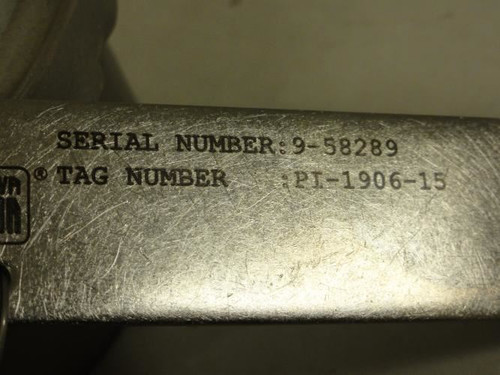 SERIAL NUMBER:9-58289
® TAG NUMBER :PI-1906-15